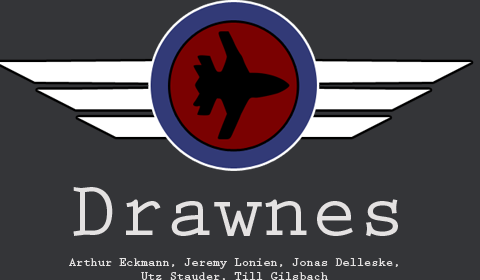 Drawnes
Arthur Eckmann, Jeremy Lonien, Jonas Delleske,
Utz Stauder, Till Gilsbach